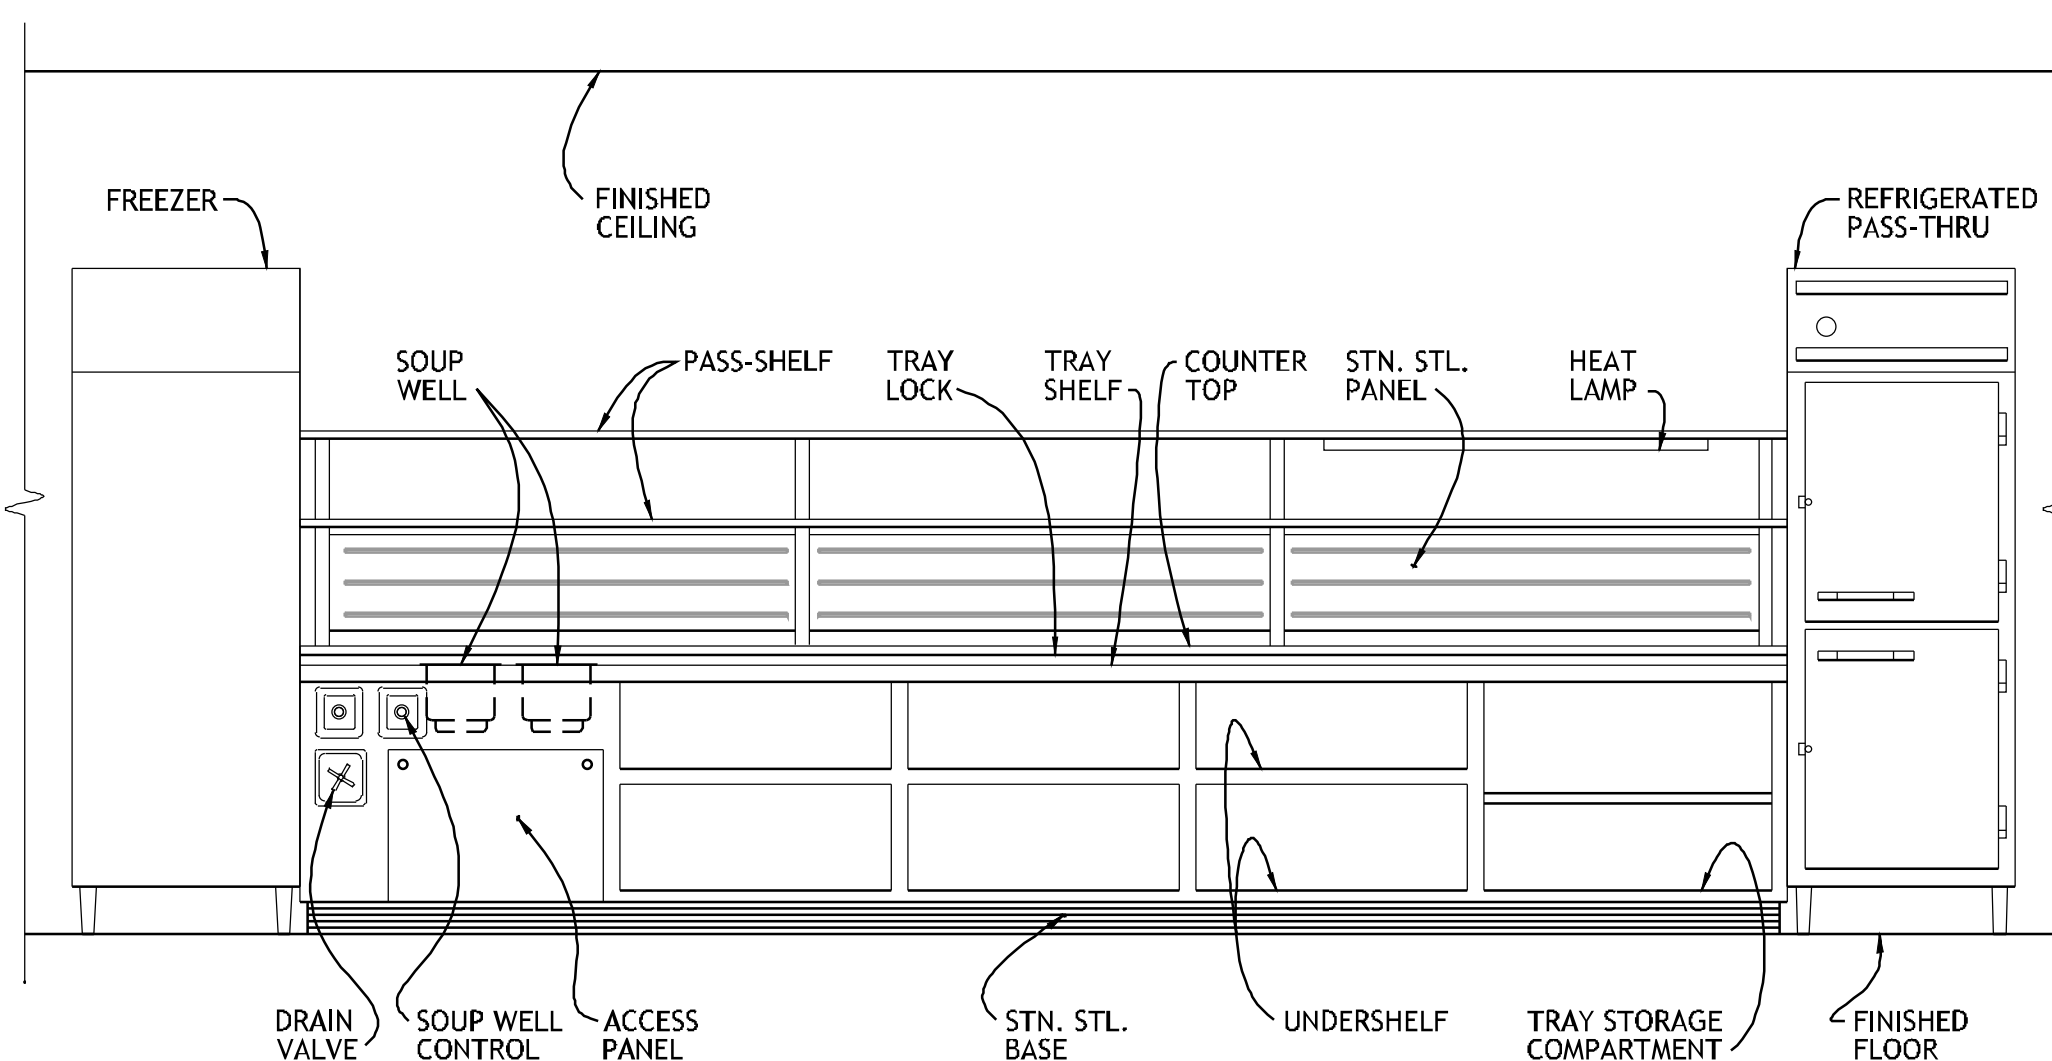 FREEZER
FINISHED
CEILING
REFRIGERATED
PASS-THRU
SOUP
WELL
PASS-SHELF
TRAY
LOCK
TRAY
SHELF
COUNTER
TOP
STN. STL.
PANEL
HEAT
LAMP
DRAIN
VALVE
SOUP WELL
CONTROL
ACCESS
PANEL
STN. STL.
BASE
UNDERSHELF
TRAY STORAGE
COMPARTMENT
FINISHED
FLOOR